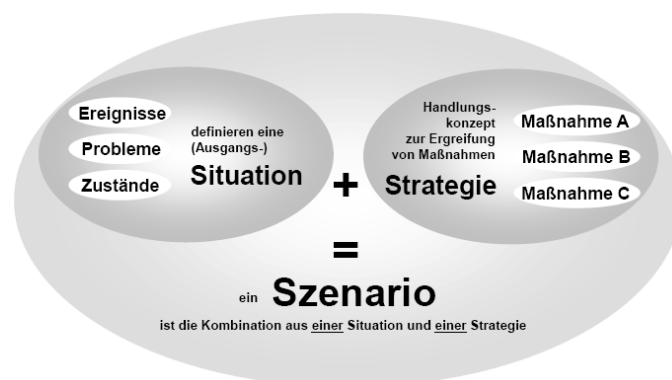 Ereignisse
Probleme
Zustände
definieren eine
(Ausgangs-)
Situation
+
Handlungs-
konzept
zur Ergreifung
von Maßnahmen
Strategie
Maßnahme A
Maßnahme B
Maßnahme C
=
ein Szenario
ist die Kombination aus einer Situation und einer Strategie